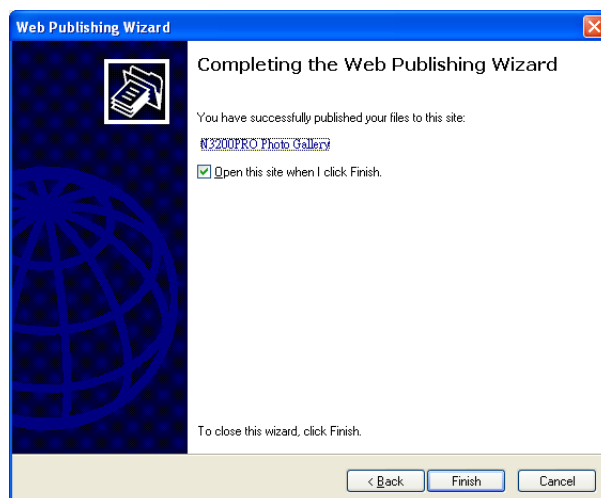 Web Publishing Wizard
Completing the Web Publishing Wizard
You have successfully published your files to this site:
N3200PRO Photo Gallery
Open this site when I click Finish.
To close this wizard, click Finish.
< Back Finish Cancel